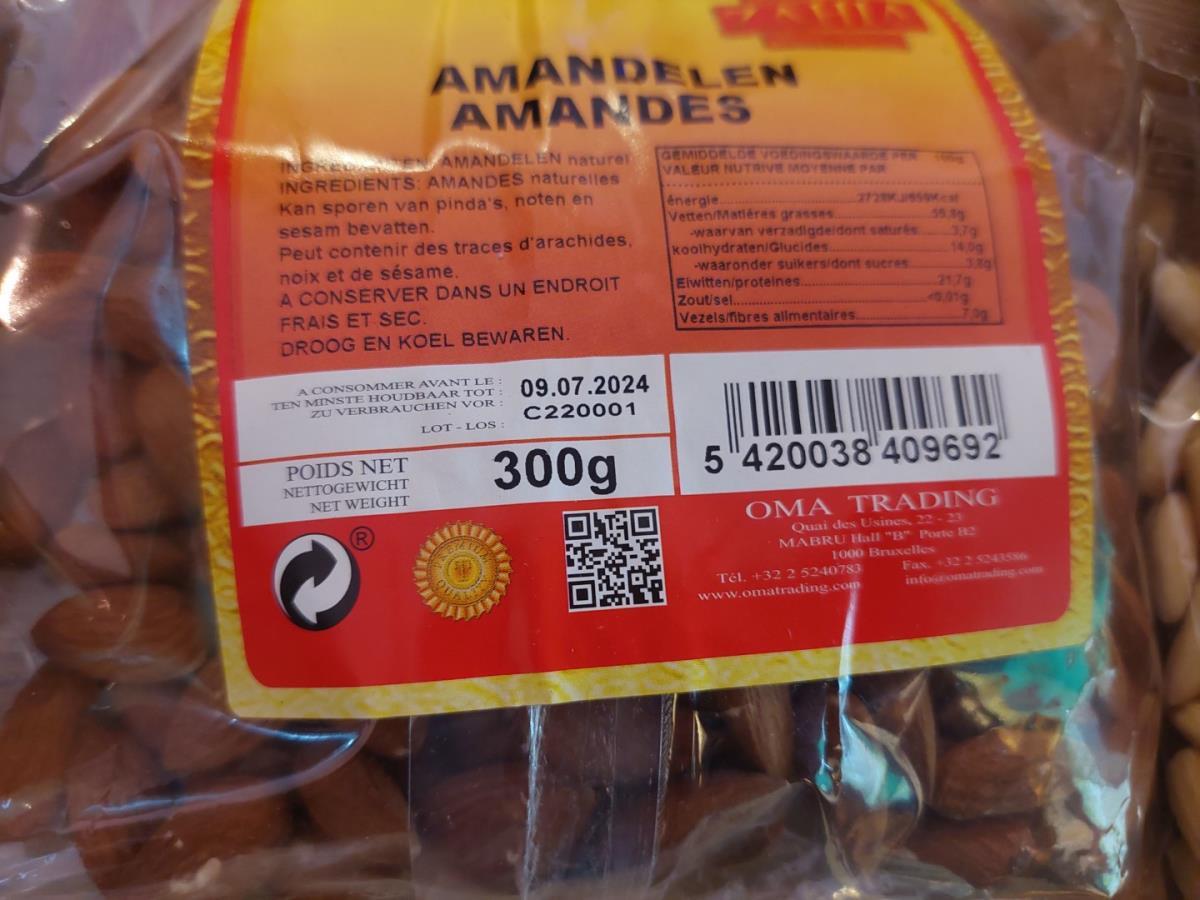 AMANDELEN
AMANDES
AMANDELEN naturel
INGREDIENTS: AMANDES naturelles
Kan sporen van pinda's, noten en
sesam bevatten.
Peut contenir des traces d'arachides,
noix et de sésame.
A CONSERVER DANS UN ENDROIT
FRAIS ET SEC.
DROOG EN KOEL BEWAREN.
GEMIDDELDE VOEDINGSWAARDE PER 100g
VALEUR NUTRIVE MOYENNE PAR
énergie 2728KJ/659Kcal
Vetten/Matières grasses 55,8g
-waarvan verzadigde/dont saturés 3,7g
koolhydraten/Glucides 14,0g
-waaronder suikers/dont sucres 3,8g
Eiwitten/proteines 21,7g
Zout/sel <0,01g
Vezels/fibres alimentaires 7,0g
A CONSOMMER AVANT LE : 09.07.2024
TEN MINSTE HOUDBAAR TOT :
ZU VERBRAUCHEN VOR : C220001
LOT - LOS :
POIDS NET
NETTOGEWICHT
NET WEIGHT
300g
5 420038 409692
OMA TRADING
Quai des Usines, 22 - 23
MABRU Hall "B" Porte B2
1000 Bruxelles
Tél. +32 2 5240783 Fax. +32 2 5243586
www.omatrading.com info@omatrading.com
®